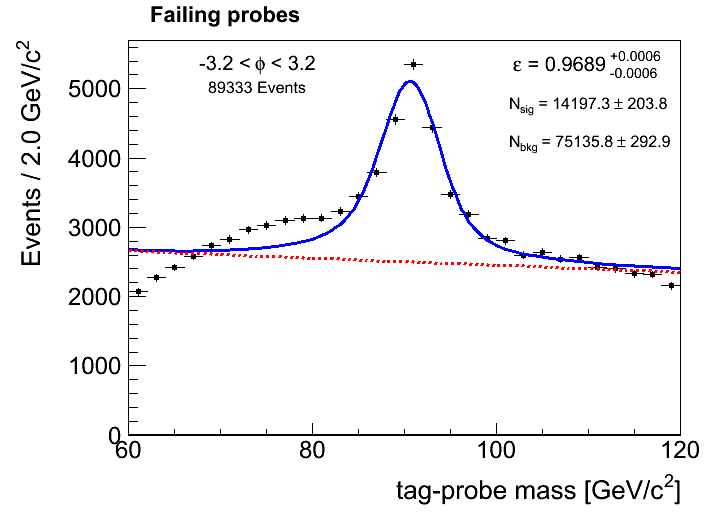 Failing probes
-3.2 < ϕ < 3.2
89333 Events
ε = 0.9689 +0.0006 -0.0006
Nsig = 14197.3 ± 203.8
Nbkg = 75135.8 ± 292.9
Events / 2.0 GeV/c²
5000
4000
3000
2000
1000
0
60 80 100 120
tag-probe mass [GeV/c²]